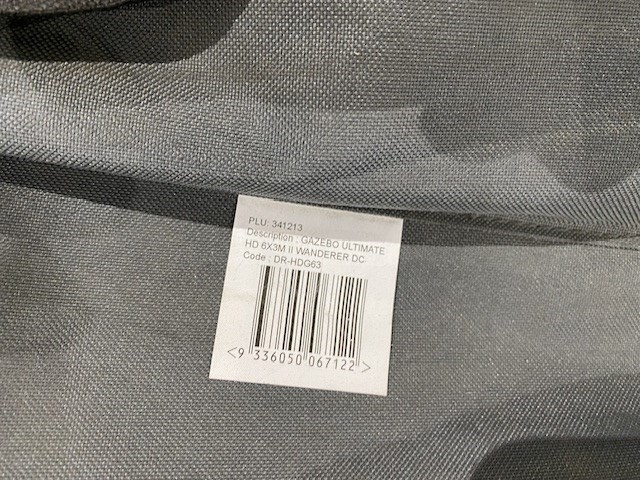 PLU: 341213
Description : GAZEBO ULTIMATE
HD 6X3M II WANDERER DC
Code : DR-HDG63
<9 336050 067122>